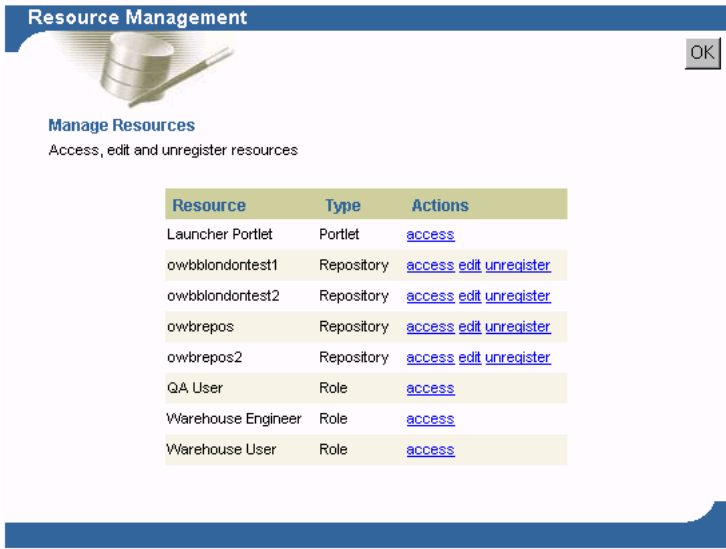 Resource Management
OK
Manage Resources
Access, edit and unregister resources
Resource Type Actions
Launcher Portlet Portlet access
owbblondontest1 Repository access edit unregister
owbblondontest2 Repository access edit unregister
owbrepos Repository access edit unregister
owbrepos2 Repository access edit unregister
QA User Role access
Warehouse Engineer Role access
Warehouse User Role access